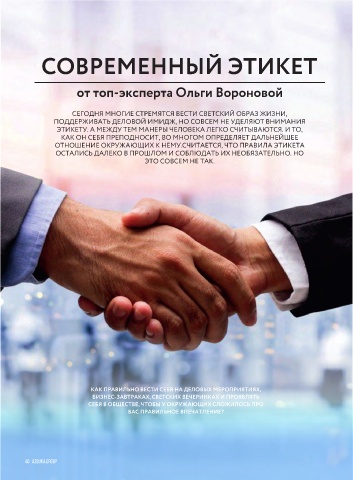 СОВРЕМЕННЫЙ ЭТИКЕТ
от топ-эксперта Ольги Вороновой
СЕГОДНЯ МНОГИЕ СТРЕМЯТСЯ ВЕСТИ СВЕТСКИЙ ОБРАЗ ЖИЗНИ,
ПОДДЕРЖИВАТЬ ДЕЛОВОЙ ИМИДЖ, НО СОВСЕМ НЕ УДЕЛЯЮТ ВНИМАНИЯ
ЭТИКЕТУ. А МЕЖДУ ТЕМ МАНЕРЫ ЧЕЛОВЕКА ЛЕГКО СЧИТЫВАЮТСЯ. И ТО,
КАК ОН СЕБЯ ПРЕПОДНОСИТ, ВО МНОГОМ ОПРЕДЕЛЯЕТ ДАЛЬНЕЙШЕЕ
ОТНОШЕНИЕ ОКРУЖАЮЩИХ К НЕМУ.СЧИТАЕТСЯ, ЧТО ПРАВИЛА ЭТИКЕТА
ОСТАЛИСЬ ДАЛЕКО В ПРОШЛОМ И СОБЛЮДАТЬ ИХ НЕОБЯЗАТЕЛЬНО. НО
ЭТО СОВСЕМ НЕ ТАК.
КАК ПРАВИЛЬНО ВЕСТИ СЕБЯ НА ДЕЛОВЫХ МЕРОПРИЯТИЯХ,
БИЗНЕС-ЗАВТРАКАХ, СВЕТСКИХ ВЕЧЕРИНКАХ И ПРОЯВЛЯТЬ
СЕБЯ В ОБЩЕСТВЕ, ЧТОБЫ У ОКРУЖАЮЩИХ СЛОЖИЛОСЬ ПРО
ВАС ПРАВИЛЬНОЕ ВПЕЧАТЛЕНИЕ?